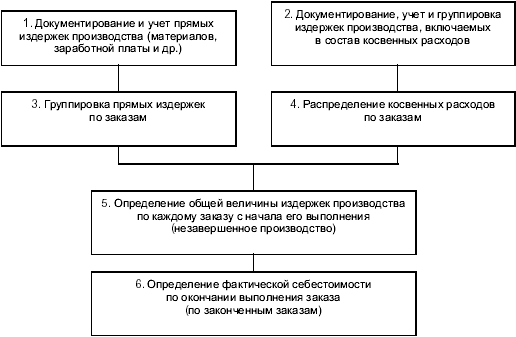 1. Документирование и учет прямых
издержек производства (материалов,
заработной платы и др.)
2. Документирование, учет и группировка
издержек производства, включаемых
в состав косвенных расходов
3. Группировка прямых издержек
по заказам
4. Распределение косвенных расходов
по заказам
5. Определение общей величины издержек производства
по каждому заказу с начала его выполнения
(незавершенное производство)
6. Определение фактической себестоимости
по окончании выполнения заказа
(по законченным заказам)